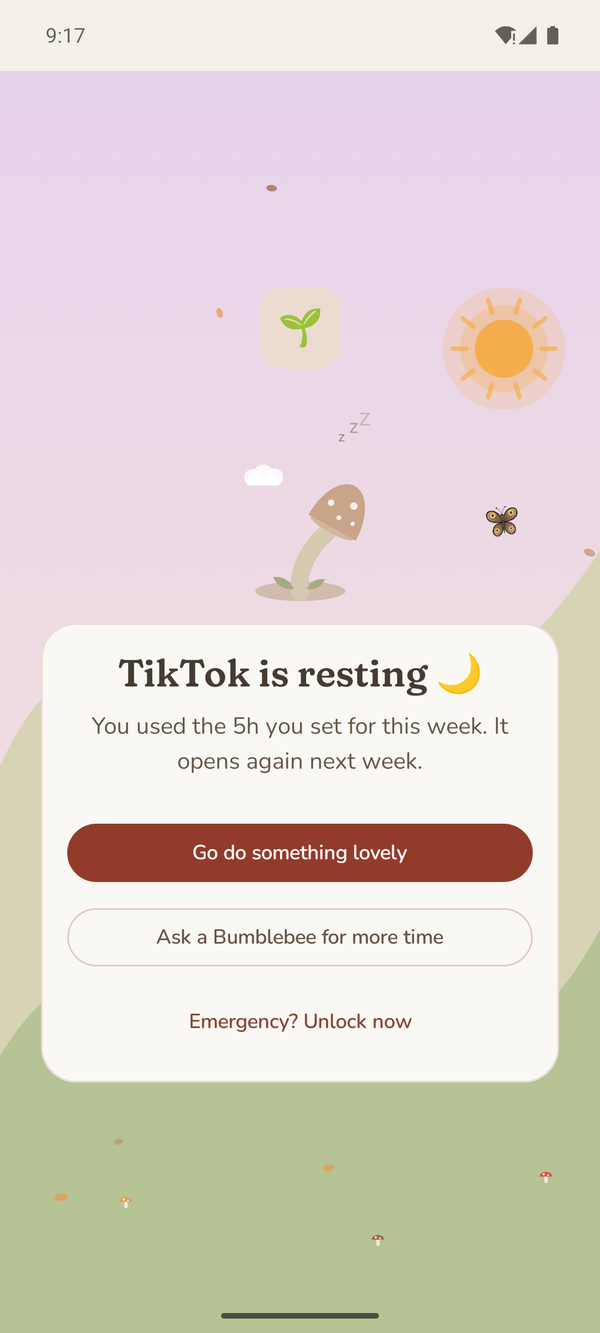 9:17
z z Z
TikTok is resting 🌙
You used the 5h you set for this week. It
opens again next week.
Go do something lovely
Ask a Bumblebee for more time
Emergency? Unlock now